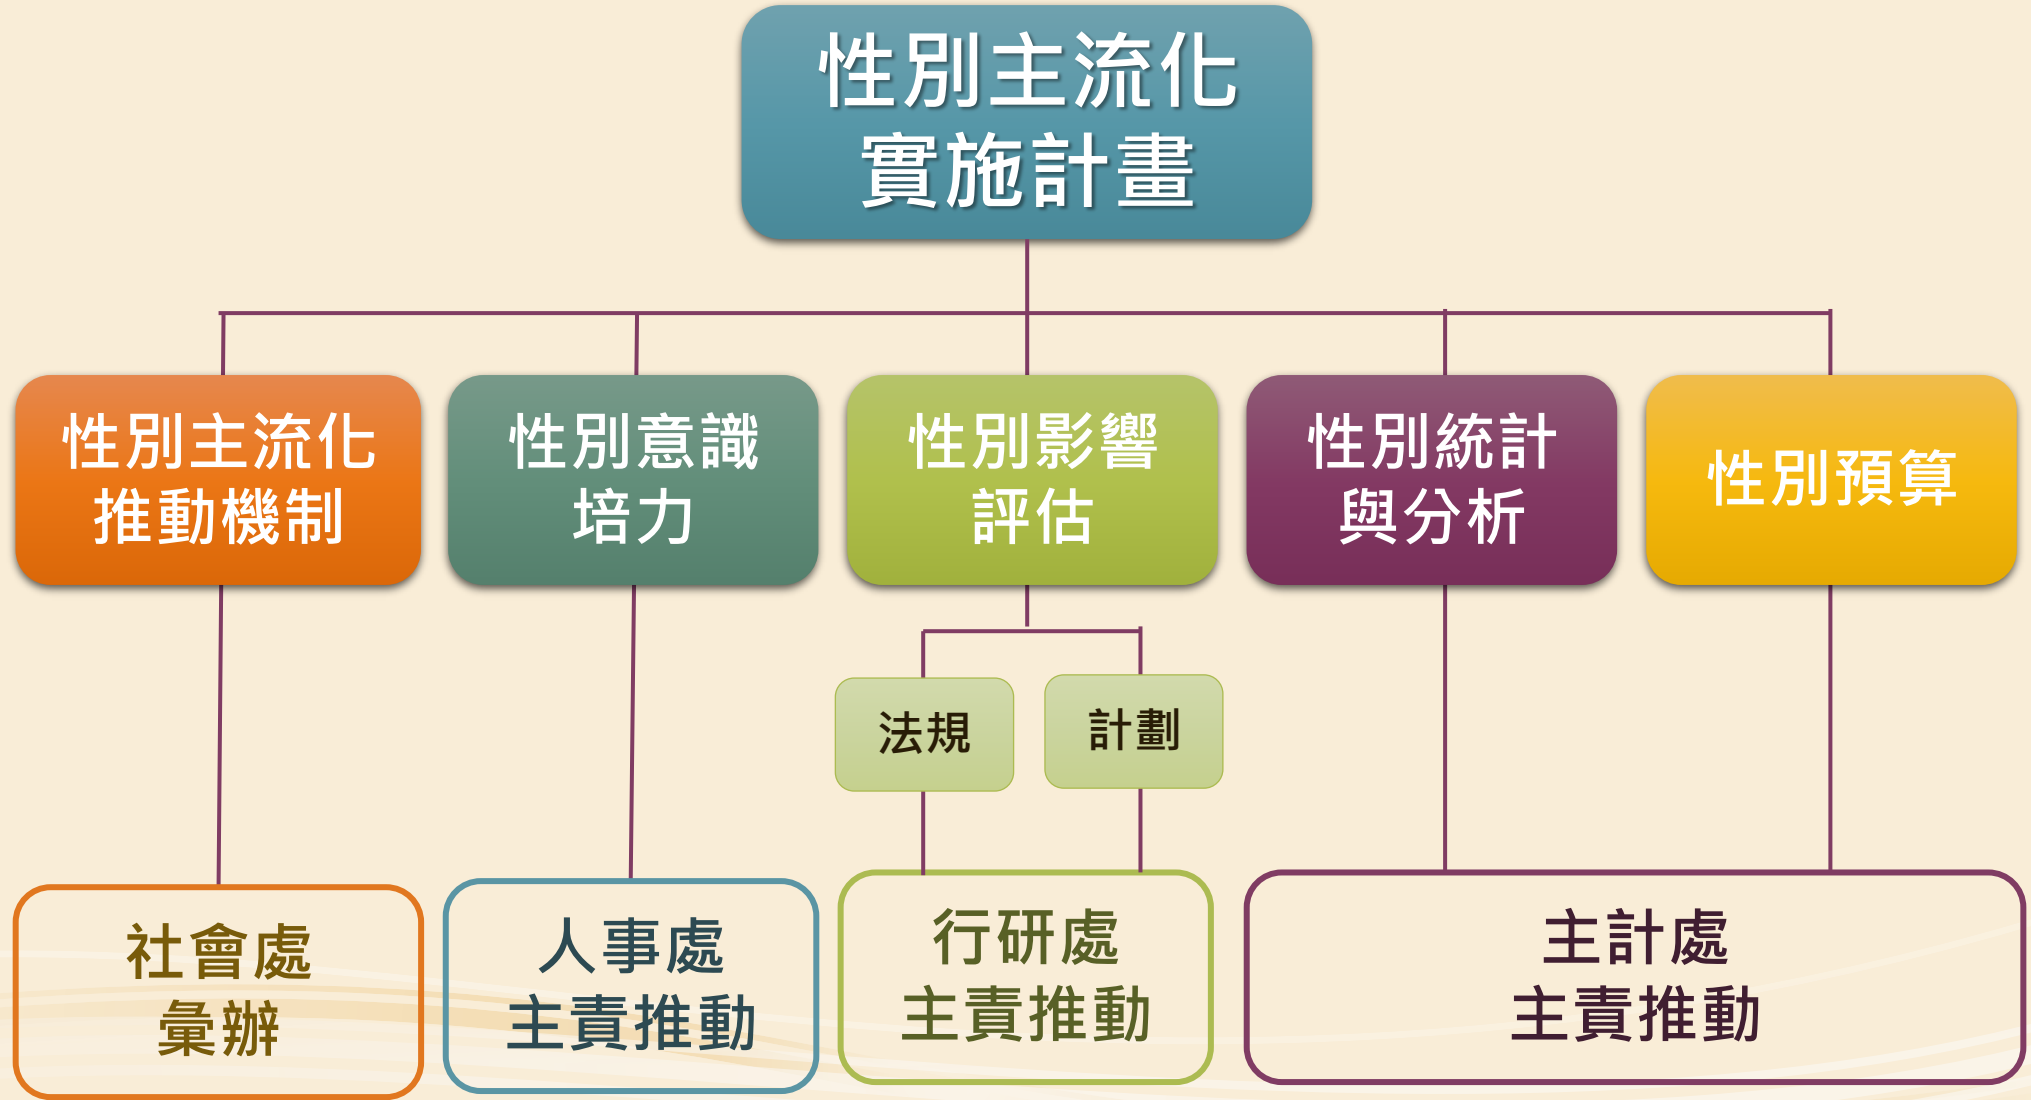 性別主流化
實施計畫
性別主流化
推動機制
性別意識
培力
性別影響
評估
性別統計
與分析
性別預算
法規
計劃
社會處
彙辦
人事處
主責推動
行研處
主責推動
主計處
主責推動